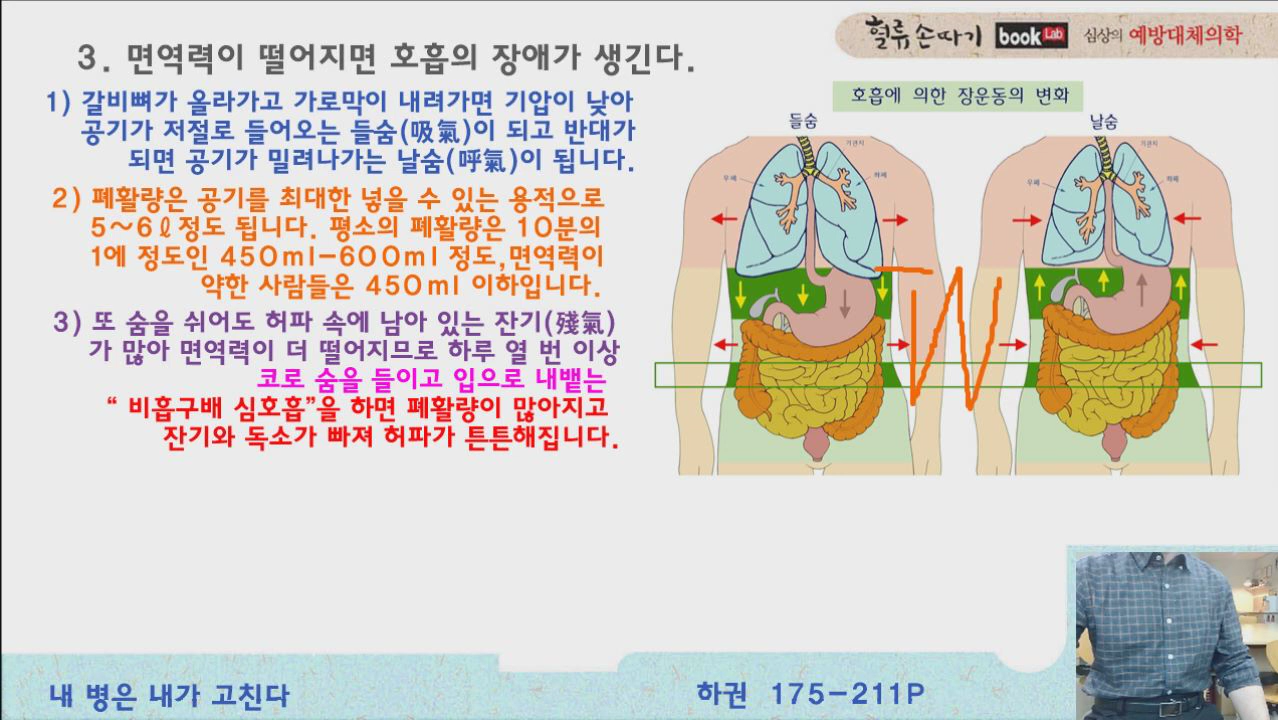 혈류 손따기 book Lab 심상의 예방대체의학
3. 면역력이 떨어지면 호흡의 장애가 생긴다.
1) 갈비뼈가 올라가고 가로막이 내려가면 기압이 낮아
공기가 저절로 들어오는 들숨(吸氣)이 되고 반대가
되면 공기가 밀려나가는 날숨(呼氣)이 됩니다.
2) 폐활량은 공기를 최대한 넣을 수 있는 용적으로
5~6ℓ정도 됩니다. 평소의 폐활량은 10분의
1에 정도인 450ml-600ml 정도,면역력이
약한 사람들은 450ml 이하입니다.
3) 또 숨을 쉬어도 허파 속에 남아 있는 잔기(殘氣)
가 많아 면역력이 더 떨어지므로 하루 열 번 이상
코로 숨을 들이고 입으로 내뱉는
“ 비흡구배 심호흡”을 하면 폐활량이 많아지고
잔기와 독소가 빠져 허파가 튼튼해집니다.
호흡에 의한 장운동의 변화
들숨
날숨
기관지
우폐
좌폐
기관지
우폐
좌폐
내 병은 내가 고친다
하권 175-211P